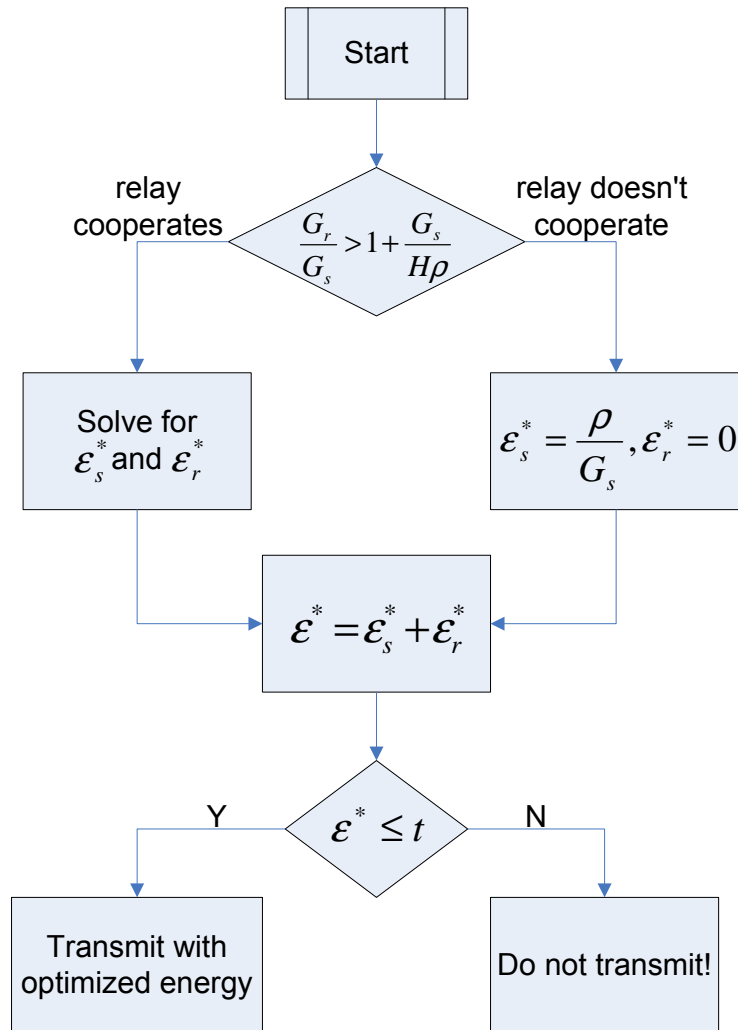 Start
relay
cooperates
relay doesn't
cooperate
G_r/G_s > 1 + G_s/(Hρ)
Solve for
ε_s^* and ε_r^*
ε_s^* = ρ/G_s, ε_r^* = 0
ε^* = ε_s^* + ε_r^*
Y
ε^* ≤ t
N
Transmit with
optimized energy
Do not transmit!